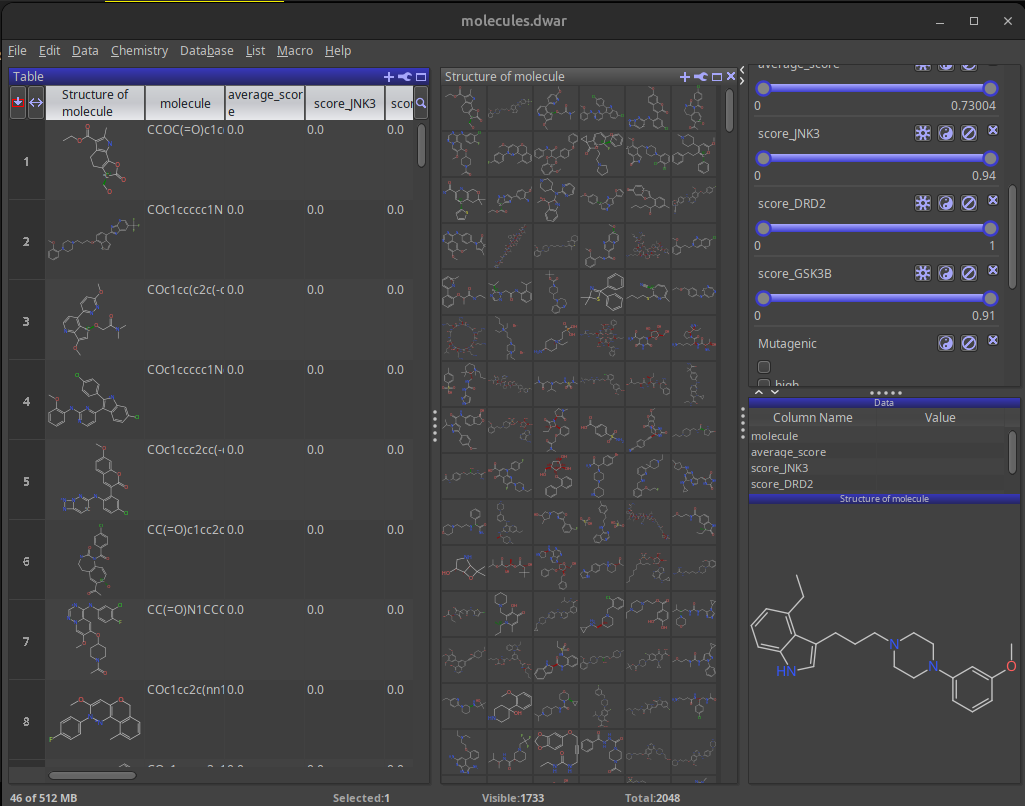 molecules.dwar
File Edit Data Chemistry Database List Macro Help
Table
Structure of molecule
molecule
average_score
score_JNK3
scor
1
CCOC(=O)c1c
0.0
0.0
0.0
2
COc1ccccc1N
0.0
0.0
0.0
3
COc1cc(c2c(-c
0.0
0.0
0.0
4
COc1ccccc1N
0.0
0.0
0.0
5
COc1ccc2cc(-
0.0
0.0
0.0
6
CC(=O)c1cc2c
0.0
0.0
0.0
7
CC(=O)N1CCC
0.0
0.0
0.0
8
COc1cc2c(nn1
0.0
0.0
0.0
Structure of molecule
average_score
0
0.73004
score_JNK3
0
0.94
score_DRD2
0
1
score_GSK3B
0
0.91
Mutagenic
high
Data
Column Name Value
molecule
average_score
score_JNK3
score_DRD2
Structure of molecule
HN
N
N
O
46 of 512 MB
Selected:1
Visible:1733
Total:2048